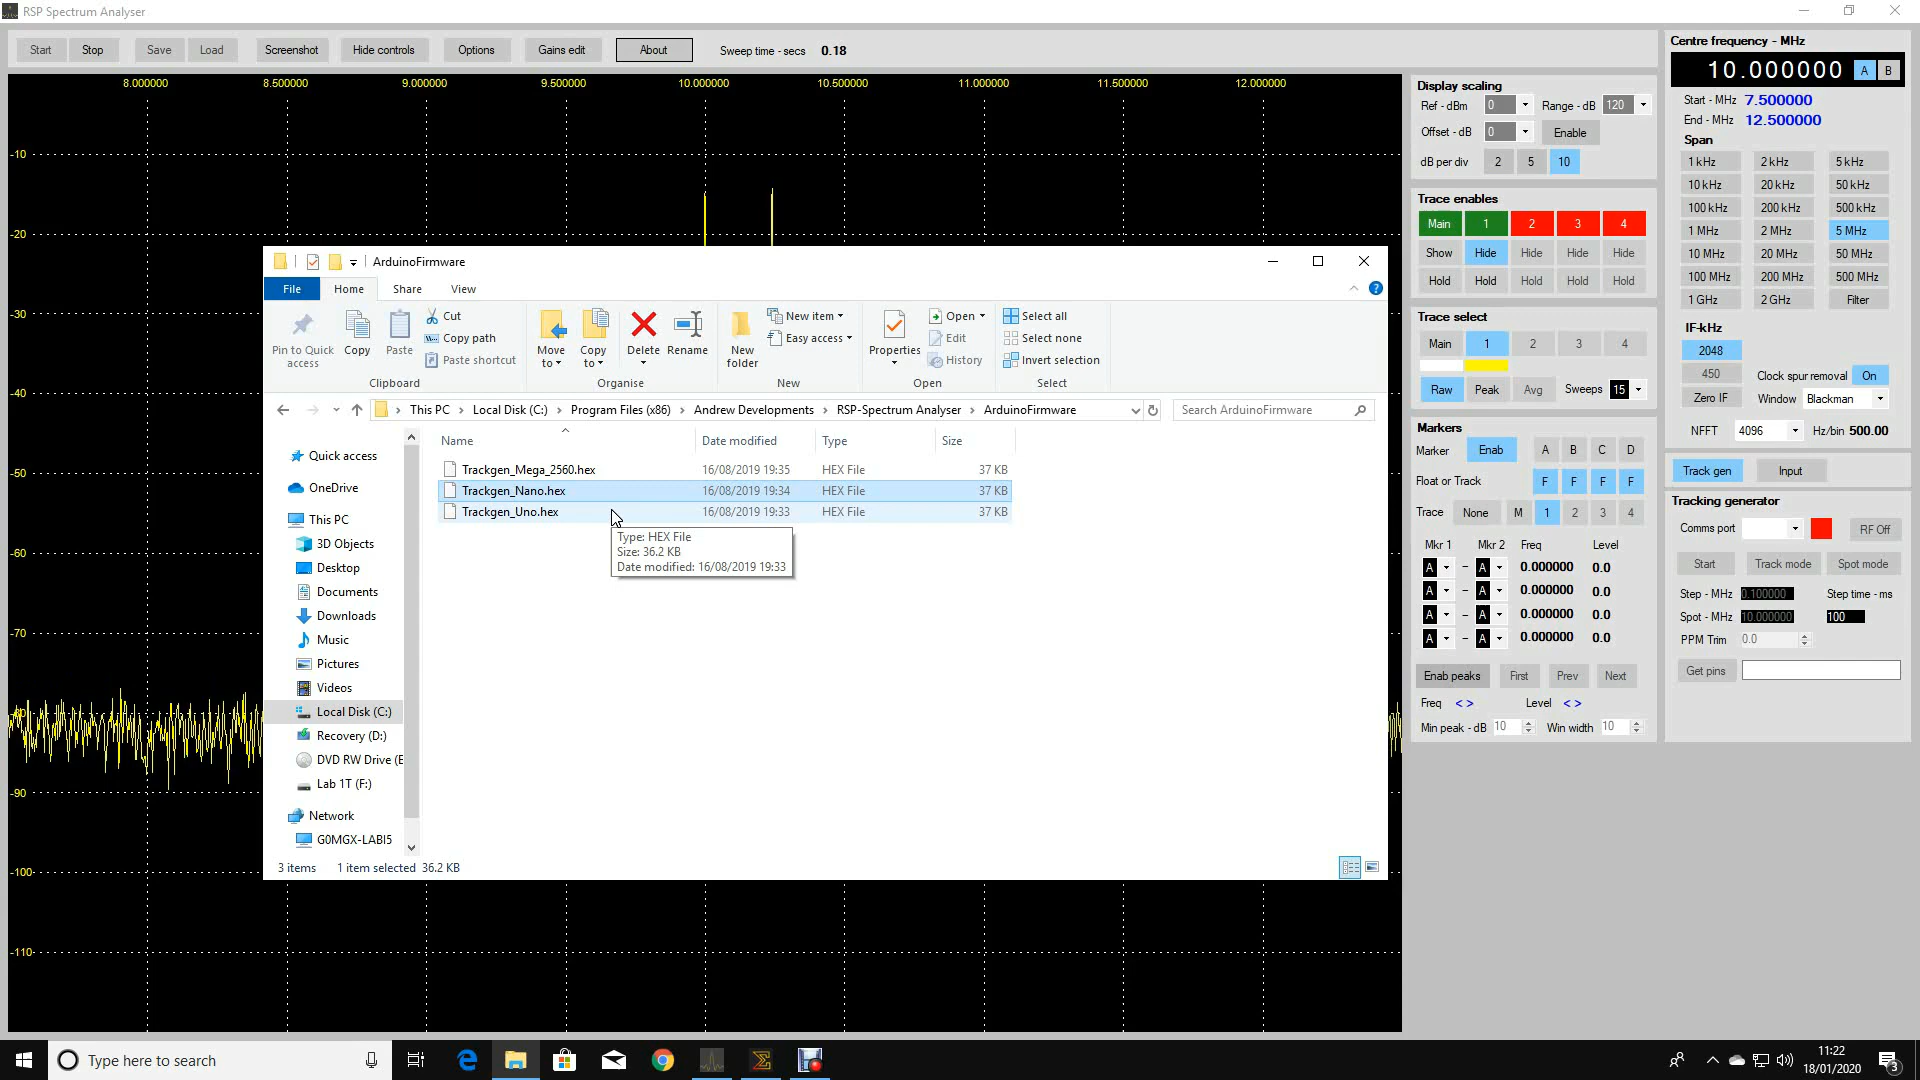 RSP Spectrum Analyser
Start Stop Save Load Screenshot Hide controls Options Gains edit About Sweep time - secs 0.18
8.000000 8.500000 9.000000 9.500000 10.000000 10.500000 11.000000 11.500000 12.000000
-10
-20
-30
-40
-50
-60
-70
-80
-90
-100
-110
ArduinoFirmware
File Home Share View
Pin to Quick access
Copy
Paste
Cut
Copy path
Paste shortcut
Clipboard
Move to
Copy to
Delete
Rename
Organise
New folder
New item
Easy access
New
Properties
Open
Edit
History
Open
Select all
Select none
Invert selection
Select
This PC > Local Disk (C:) > Program Files (x86) > Andrew Developments > RSP-Spectrum Analyser > ArduinoFirmware
Search ArduinoFirmware
Name Date modified Type Size
Trackgen_Mega_2560.hex 16/08/2019 19:35 HEX File 37 KB
Trackgen_Nano.hex 16/08/2019 19:34 HEX File 37 KB
Trackgen_Uno.hex 16/08/2019 19:33 HEX File 37 KB
Type: HEX File
Size: 36.2 KB
Date modified: 16/08/2019 19:33
Quick access
OneDrive
This PC
3D Objects
Desktop
Documents
Downloads
Music
Pictures
Videos
Local Disk (C:)
Recovery (D:)
DVD RW Drive (E
Lab 1T (F:)
Network
G0MGX-LABI5
3 items 1 item selected 36.2 KB
Display scaling
Ref - dBm 0 Range - dB 120
Offset - dB 0 Enable
dB per div 2 5 10
Trace enables
Main 1 2 3 4
Show Hide Hide Hide Hide
Hold Hold Hold Hold Hold
Trace select
Main 1 2 3 4
Raw Peak Avg Sweeps 15
Markers
Marker Enab A B C D
Float or Track F F F F
Trace None M 1 2 3 4
Mkr 1 Mkr 2 Freq Level
A - A 0.000000 0.0
A - A 0.000000 0.0
A - A 0.000000 0.0
A - A 0.000000 0.0
Enab peaks First Prev Next
Freq < > Level < >
Min peak - dB 10 Win width 10
Centre frequency - MHz
10.000000 A B
Start - MHz 7.500000
End - MHz 12.500000
Span
1 kHz 2 kHz 5 kHz
10 kHz 20 kHz 50 kHz
100 kHz 200 kHz 500 kHz
1 MHz 2 MHz 5 MHz
10 MHz 20 MHz 50 MHz
100 MHz 200 MHz 500 MHz
1 GHz 2 GHz Filter
IF-kHz
2048
450 Clock spur removal On
Zero IF Window Blackman
NFFT 4096 Hz/bin 500.00
Track gen Input
Tracking generator
Comms port RF Off
Start Track mode Spot mode
Step - MHz 0.100000 Step time - ms
Spot - MHz 10.000000 100
PPM Trim 0.0
Get pins
Type here to search
11:22
18/01/2020
3